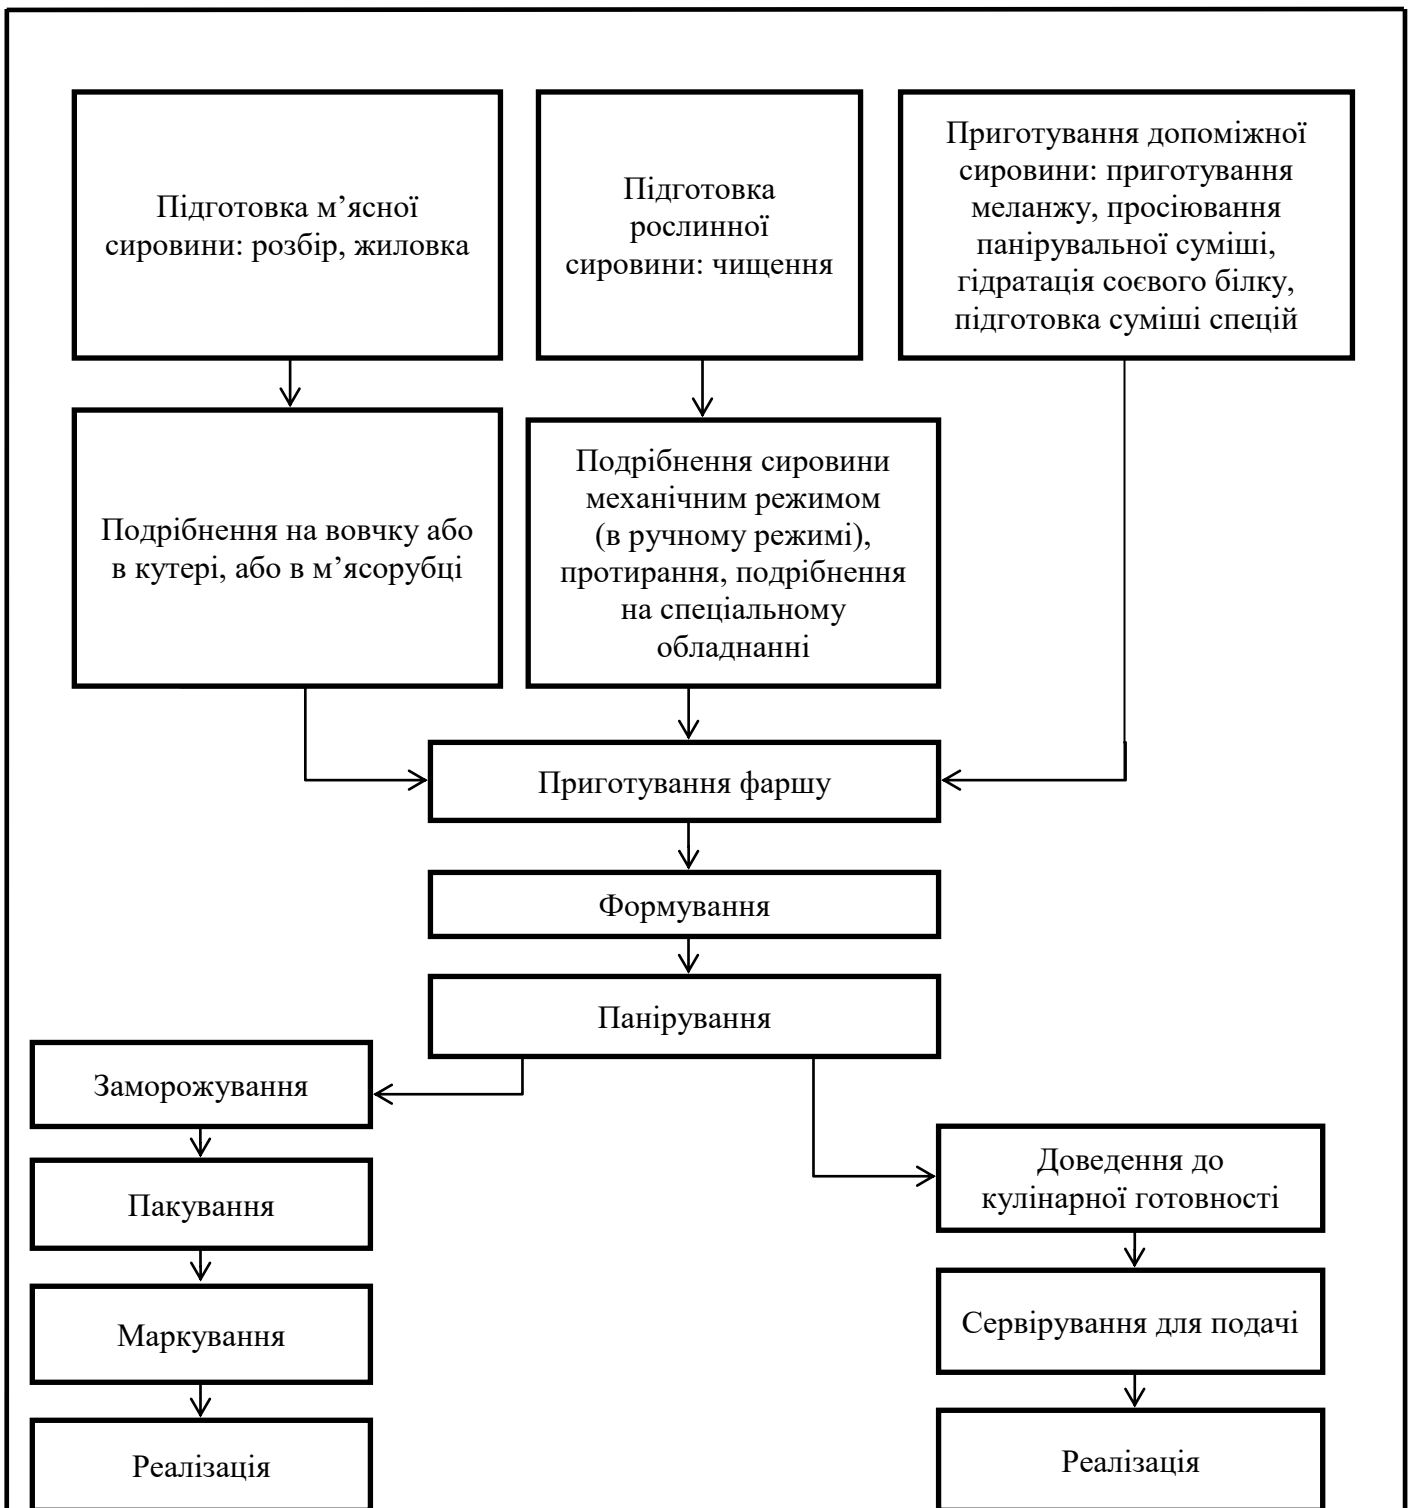 Підготовка м’ясної
сировини: розбір, жиловка
Підготовка
рослинної
сировини: чищення
Приготування допоміжної
сировини: приготування
меланжу, просіювання
панірувальної суміші,
гідратація соєвого білку,
підготовка суміші спецій
Подрібнення на вовчку або
в кутері, або в м’ясорубці
Подрібнення сировини
механічним режимом
(в ручному режимі),
протирання, подрібнення
на спеціальному
обладнанні
Приготування фаршу
Формування
Панірування
Заморожування
Пакування
Маркування
Реалізація
Доведення до
кулінарної готовності
Сервірування для подачі
Реалізація